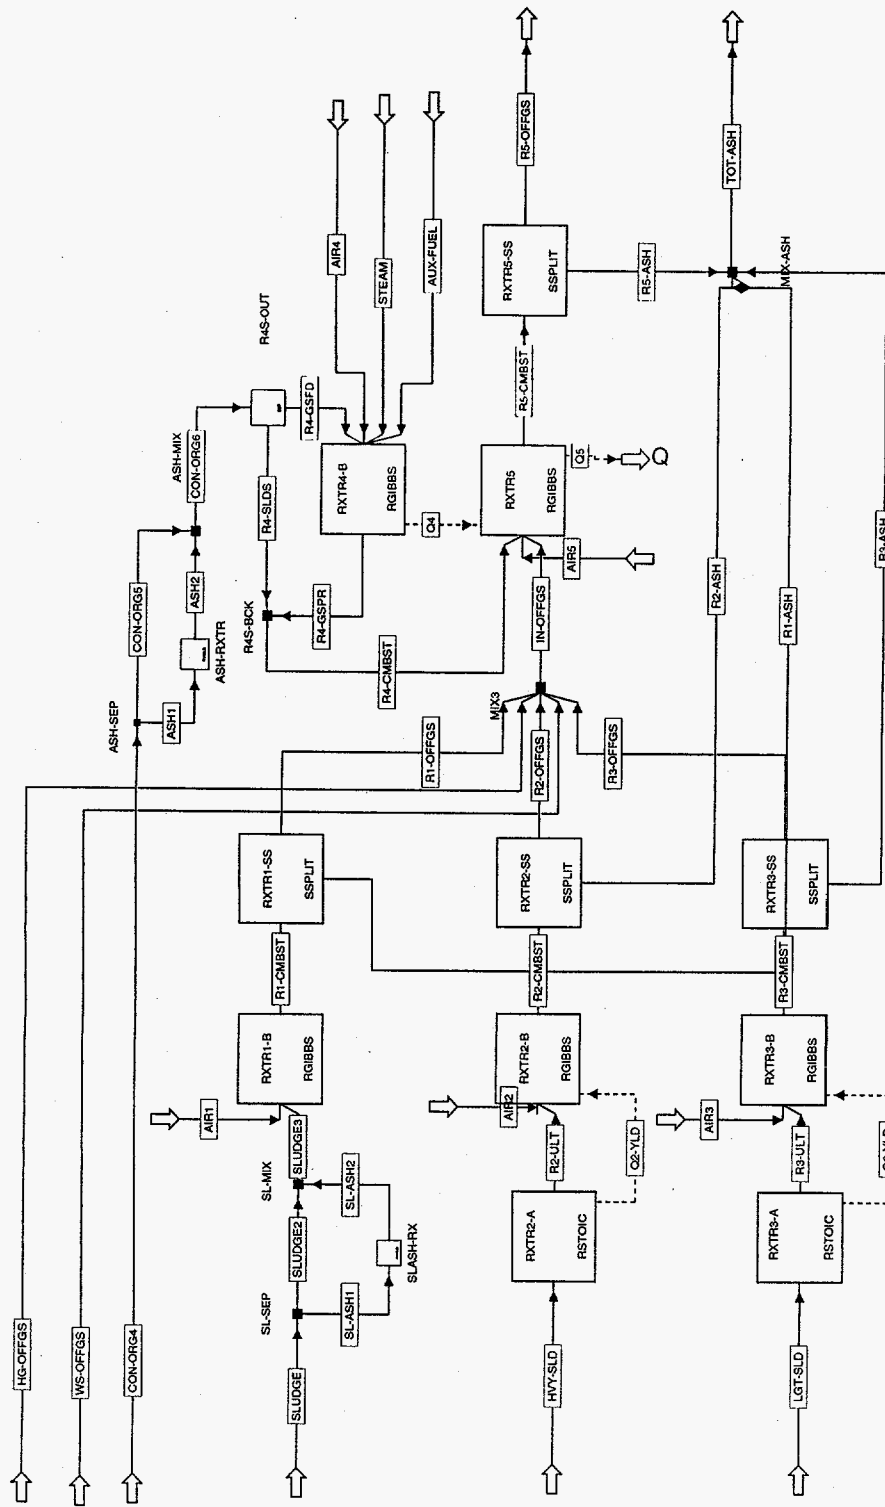 HG-OFFGS
WS-OFFGS
CON-ORG4
ASH-SEP
ASH1
ASH-RXTR
ASH2
CON-ORG5
ASH-MIX
CON-ORG6
R4S-OUT
R4-GSFD
R4-SLDS
R4S-BCK
R4-GSPR
R4-CMBST
AIR4
STEAM
AUX-FUEL
RXTR4-B
RGIBBS
Q4
SLUDGE
SL-SEP
SL-ASH1
SLUDGE2
SLASH-RX
SL-ASH2
SL-MIX
SLUDGE3
AIR1
RXTR1-B
RGIBBS
R1-CMBST
RXTR1-SS
SSPLIT
R1-OFFGS
HVY-SLD
RXTR2-A
RSTOIC
R2-ULT
Q2-YLD
AIR2
RXTR2-B
RGIBBS
R2-CMBST
RXTR2-SS
SSPLIT
R2-OFFGS
MIX3
IN-OFFGS
AIR5
RXTR5
RGIBBS
Q5
Q
R5-CMBST
RXTR5-SS
SSPLIT
R5-OFFGS
LGT-SLD
RXTR3-A
RSTOIC
R3-ULT
AIR3
RXTR3-B
RGIBBS
R3-CMBST
RXTR3-SS
SSPLIT
R3-OFFGS
R2-ASH
R1-ASH
R3-ASH
R5-ASH
MIX-ASH
TOT-ASH